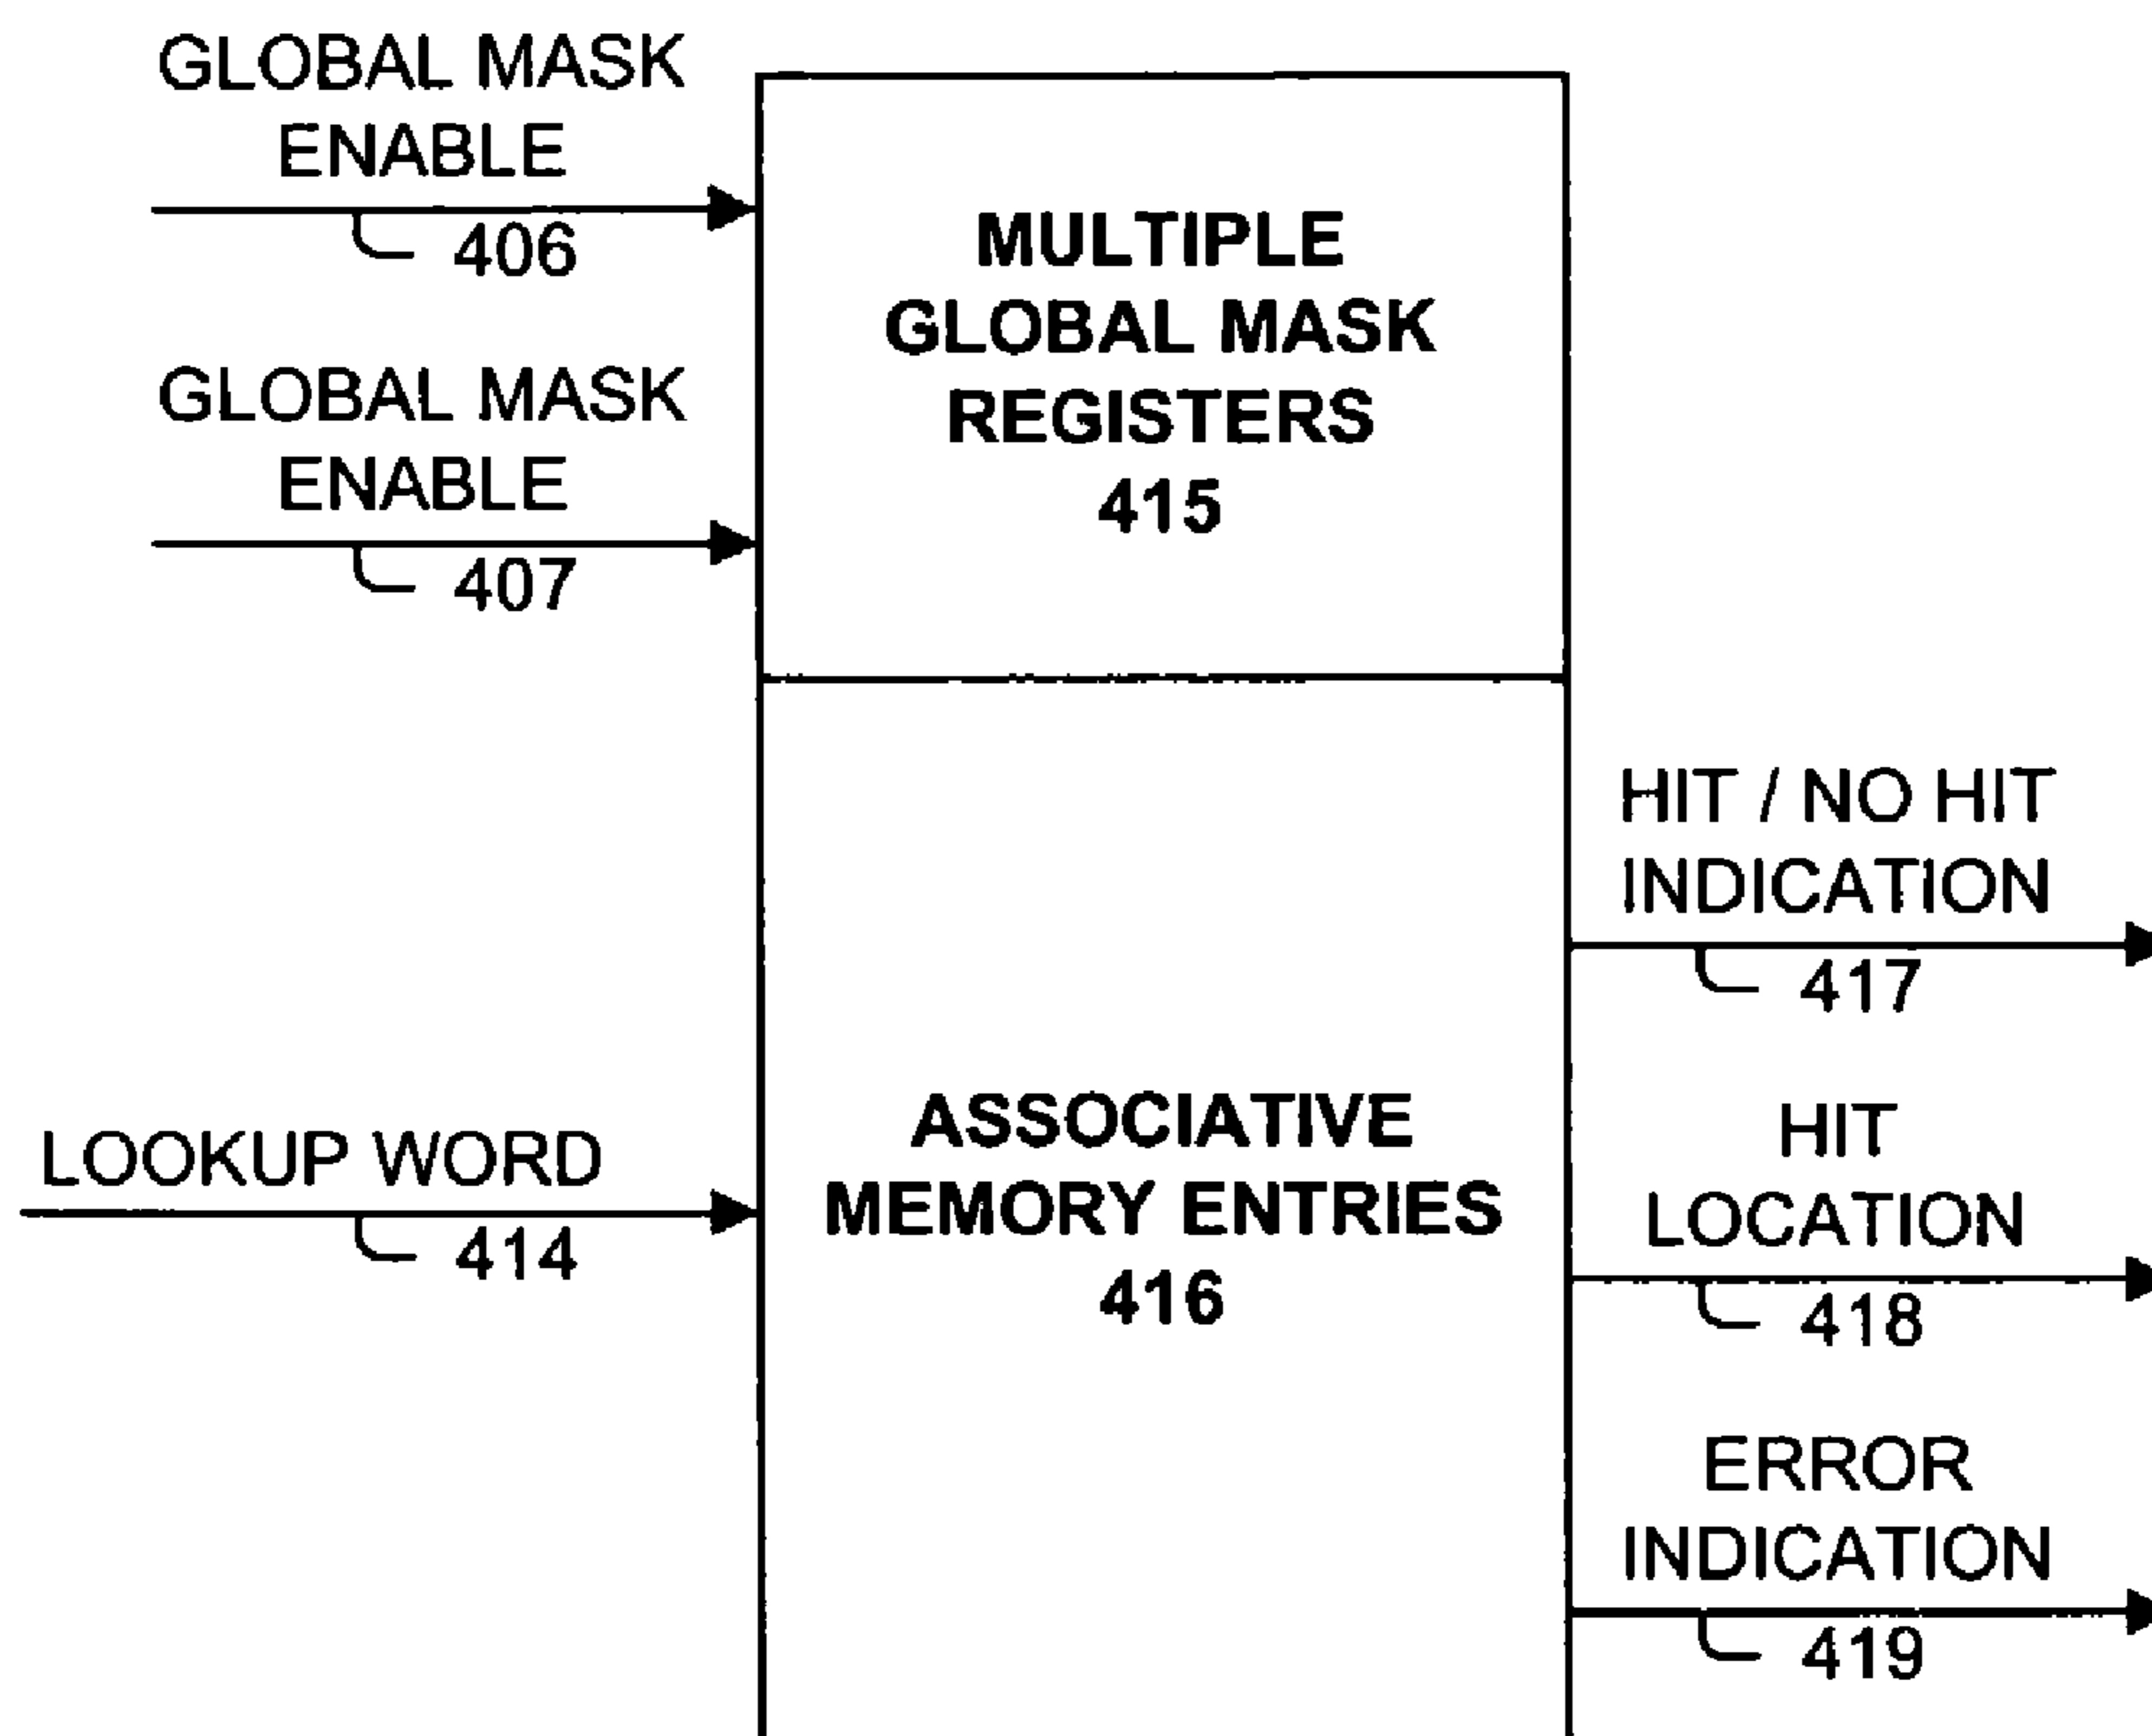 GLOBAL MASK
ENABLE
406
GLOBAL MASK
ENABLE
407
MULTIPLE
GLOBAL MASK
REGISTERS
415
LOOKUP WORD
414
ASSOCIATIVE
MEMORY ENTRIES
416
HIT / NO HIT
INDICATION
417
HIT
LOCATION
418
ERROR
INDICATION
419